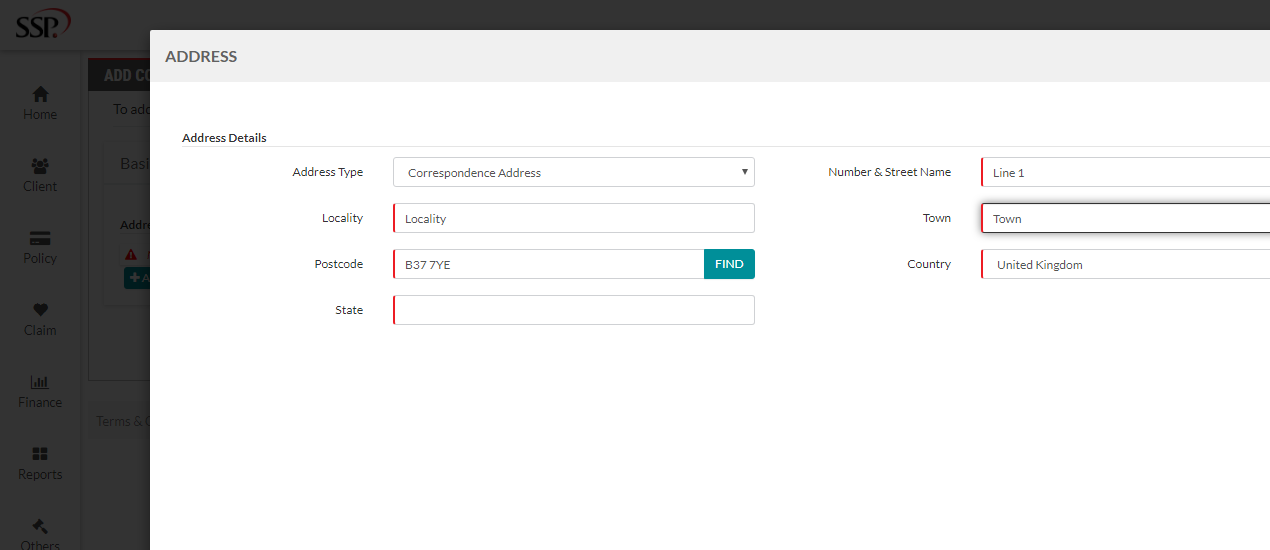 SSP.
ADDRESS
Home
Client
Policy
Claim
Finance
Reports
Others
ADD CO
To add
Basi
Addre
Terms &
Address Details
Address Type Correspondence Address Number & Street Name Line 1
Locality Locality Town Town
Postcode B37 7YE FIND Country United Kingdom
State